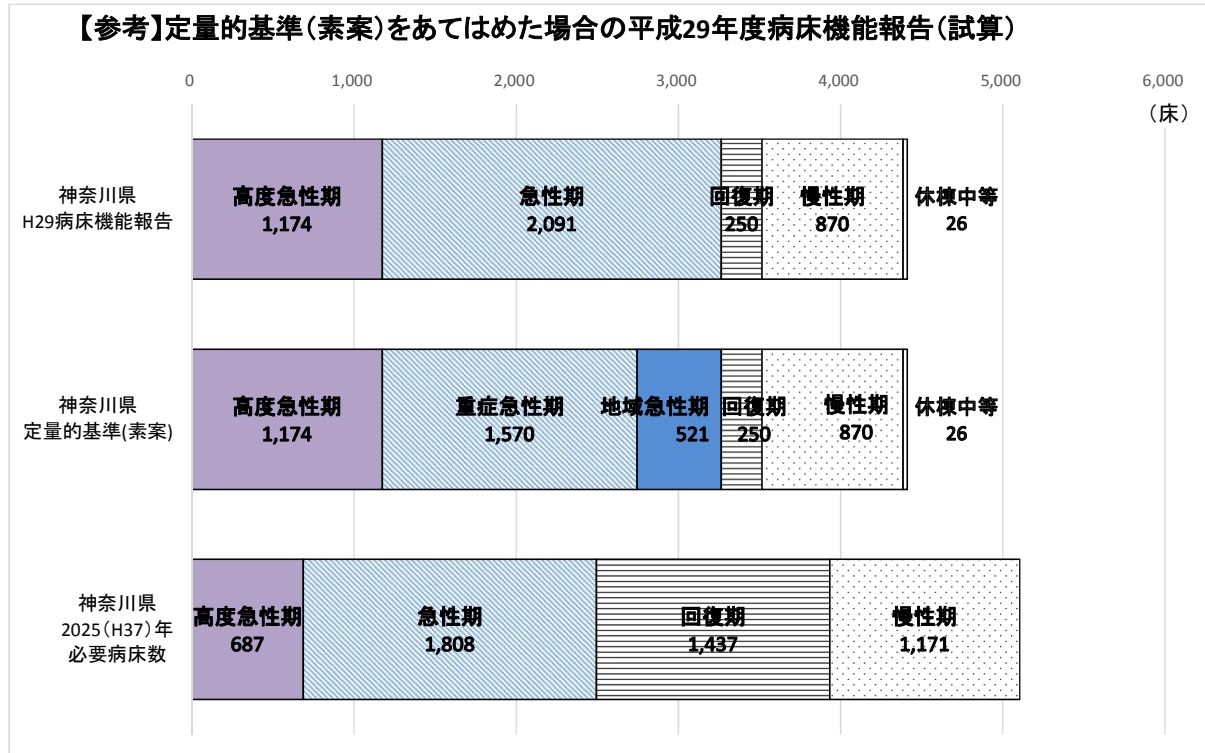 【参考】定量的基準（素案）をあてはめた場合の平成29年度病床機能報告（試算）
0 1,000 2,000 3,000 4,000 5,000 6,000
（床）
神奈川県
H29病床機能報告
高度急性期
1,174
急性期
2,091
回復期
250
慢性期
870
休棟中等
26
神奈川県
定量的基準(素案)
高度急性期
1,174
重症急性期
1,570
地域急性期
521
回復期
250
慢性期
870
休棟中等
26
神奈川県
2025（H37）年
必要病床数
高度急性期
687
急性期
1,808
回復期
1,437
慢性期
1,171